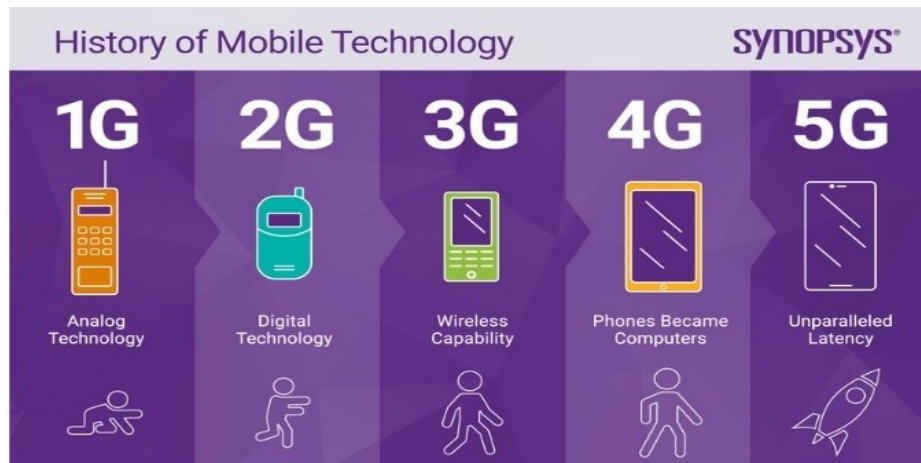 History of Mobile Technology
SYNOPSYS®
1G
2G
3G
4G
5G
Analog
Technology
Digital
Technology
Wireless
Capability
Phones Became
Computers
Unparalleled
Latency